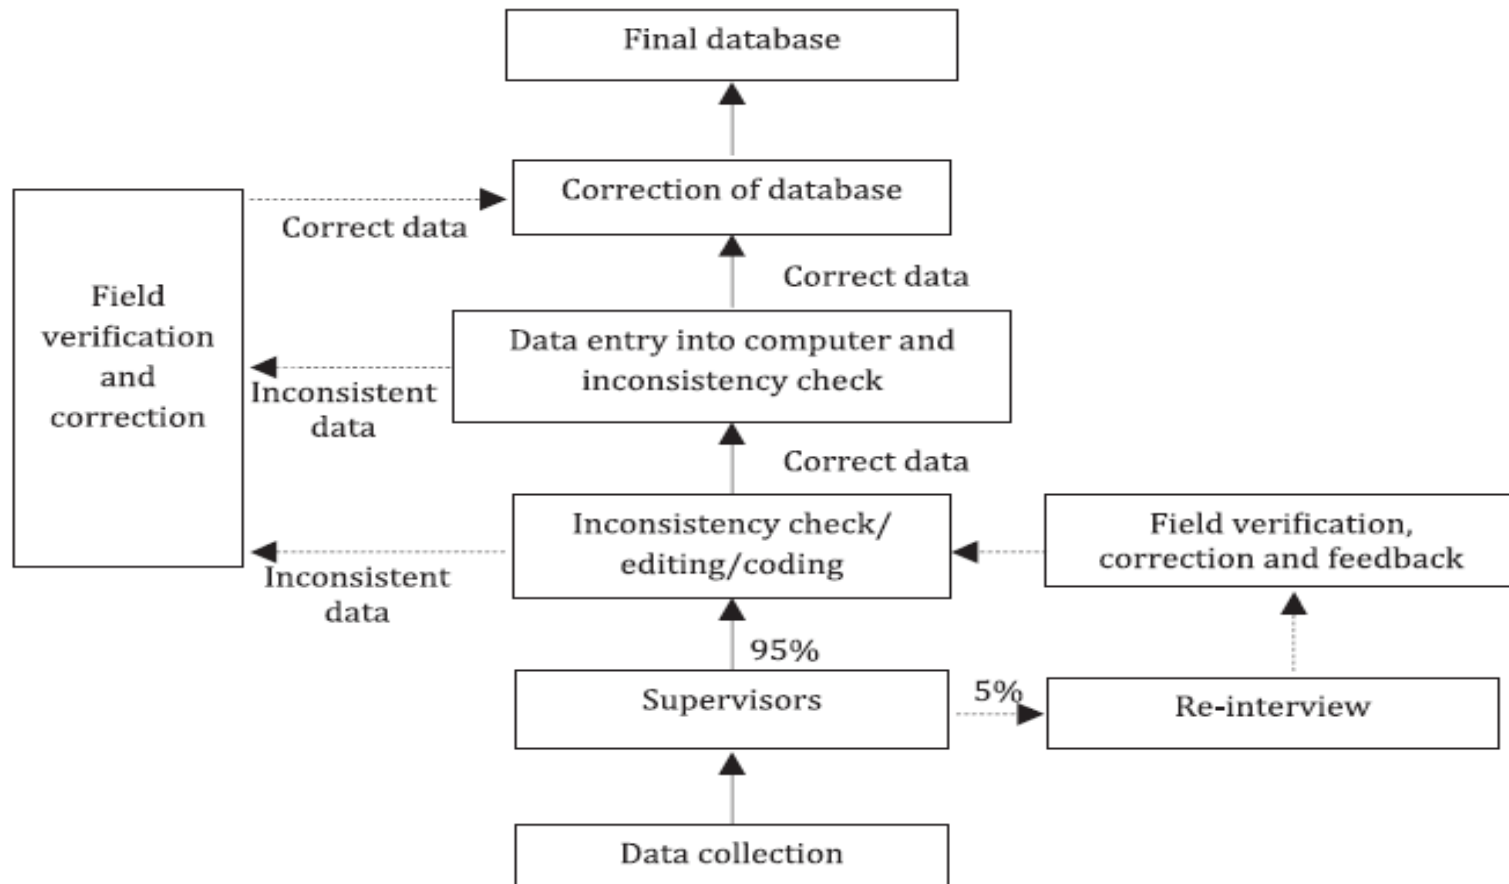 Final database
Correction of database
Correct data
Correct data
Field
verification
and
correction
Data entry into computer and
inconsistency check
Inconsistent
data
Correct data
Inconsistency check/
editing/coding
Field verification,
correction and feedback
Inconsistent
data
95%
Supervisors
5%
Re-interview
Data collection